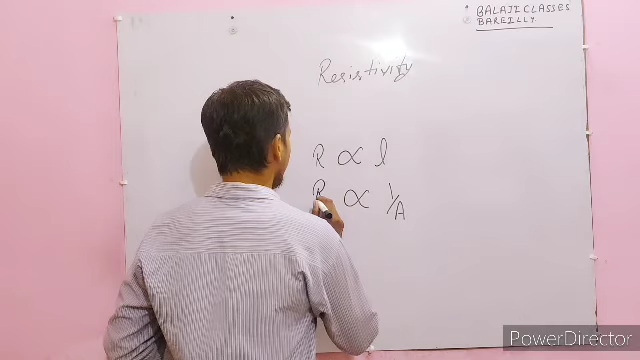 BALAJI CLASSES
BAREILLY.
Resistivity
R ∝ l
R ∝ 1/A
PowerDirector